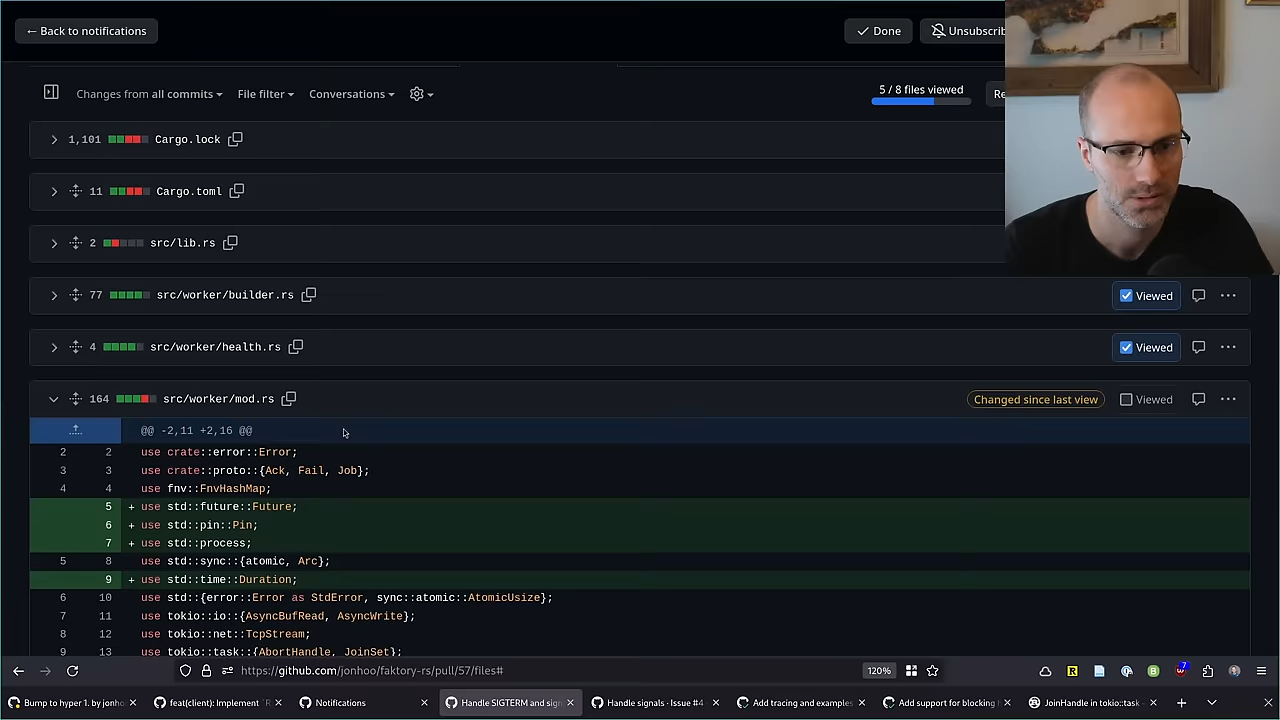 ← Back to notifications
Done
Unsubscrib
Changes from all commits
File filter
Conversations
5 / 8 files viewed
Re
1,101 Cargo.lock
11 Cargo.toml
2 src/lib.rs
77 src/worker/builder.rs
Viewed
4 src/worker/health.rs
Viewed
164 src/worker/mod.rs
Changed since last view
Viewed
@@ -2,11 +2,16 @@
2 2 use crate::error::Error;
3 3 use crate::proto::{Ack, Fail, Job};
4 4 use fnv::FnvHashMap;
5 + use std::future::Future;
6 + use std::pin::Pin;
7 + use std::process;
5 8 use std::sync::{atomic, Arc};
9 + use std::time::Duration;
6 10 use std::{error::Error as StdError, sync::atomic::AtomicUsize};
7 11 use tokio::io::{AsyncBufRead, AsyncWrite};
8 12 use tokio::net::TcpStream;
9 13 use tokio::task::{AbortHandle, JoinSet};
https://github.com/jonhoo/faktory-rs/pull/57/files#
120%
7
Bump to hyper 1. by jonho
feat(client): Implement `R
Notifications
Handle SIGTERM and sign
Handle signals · Issue #4
Add tracing and examples
Add support for blocking
JoinHandle in tokio::task -